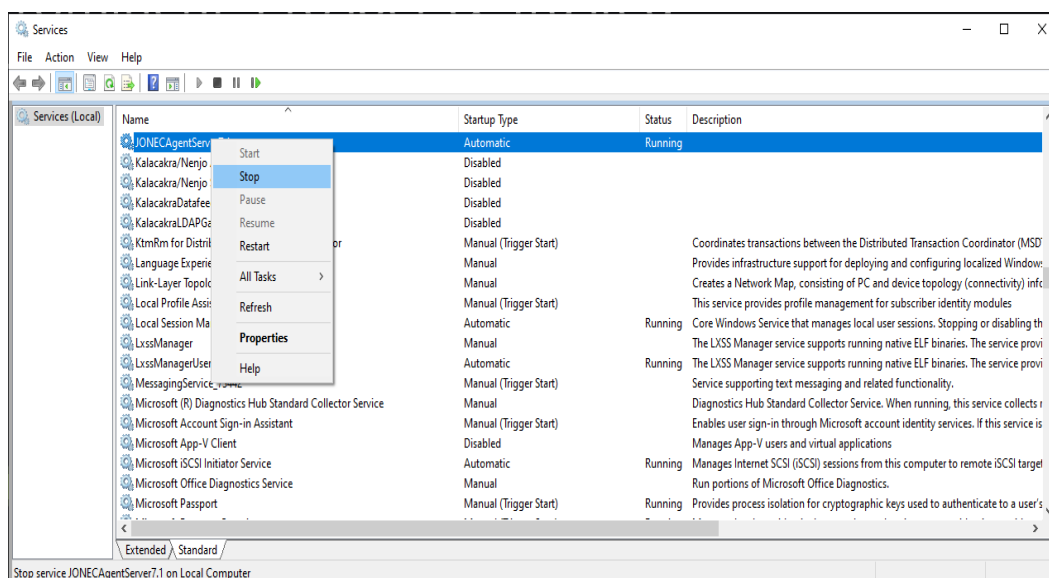 Services
File Action View Help
Services (Local)
Name Startup Type Status Description
JONECAgentServ Automatic Running
Kalacakra/Nenjo Disabled
Kalacakra/Nenjo Disabled
KalacakraDatafee Disabled
KalacakraLDAPGa Disabled
KtmRm for Distri or Manual (Trigger Start) Coordinates transactions between the Distributed Transaction Coordinator (MSD
Language Experie Manual Provides infrastructure support for deploying and configuring localized Window
Link-Layer Topolo Manual Creates a Network Map, consisting of PC and device topology (connectivity) info
Local Profile Assis Manual (Trigger Start) This service provides profile management for subscriber identity modules
Local Session Ma Automatic Running Core Windows Service that manages local user sessions. Stopping or disabling th
LxssManager Manual The LXSS Manager service supports running native ELF binaries. The service provi
LxssManagerUser Automatic Running The LXSS Manager service supports running native ELF binaries. The service provi
MessagingService_ Manual (Trigger Start) Service supporting text messaging and related functionality.
Microsoft (R) Diagnostics Hub Standard Collector Service Manual Diagnostics Hub Standard Collector Service. When running, this service collects r
Microsoft Account Sign-in Assistant Manual (Trigger Start) Enables user sign-in through Microsoft account identity services. If this service is
Microsoft App-V Client Disabled Manages App-V users and virtual applications
Microsoft iSCSI Initiator Service Automatic Running Manages Internet SCSI (iSCSI) sessions from this computer to remote iSCSI target
Microsoft Office Diagnostics Service Manual Run portions of Microsoft Office Diagnostics.
Microsoft Passport Manual (Trigger Start) Running Provides process isolation for cryptographic keys used to authenticate to a user's
Start
Stop
Pause
Resume
Restart
All Tasks
Refresh
Properties
Help
Extended Standard
Stop service JONECAgentServer7.1 on Local Computer